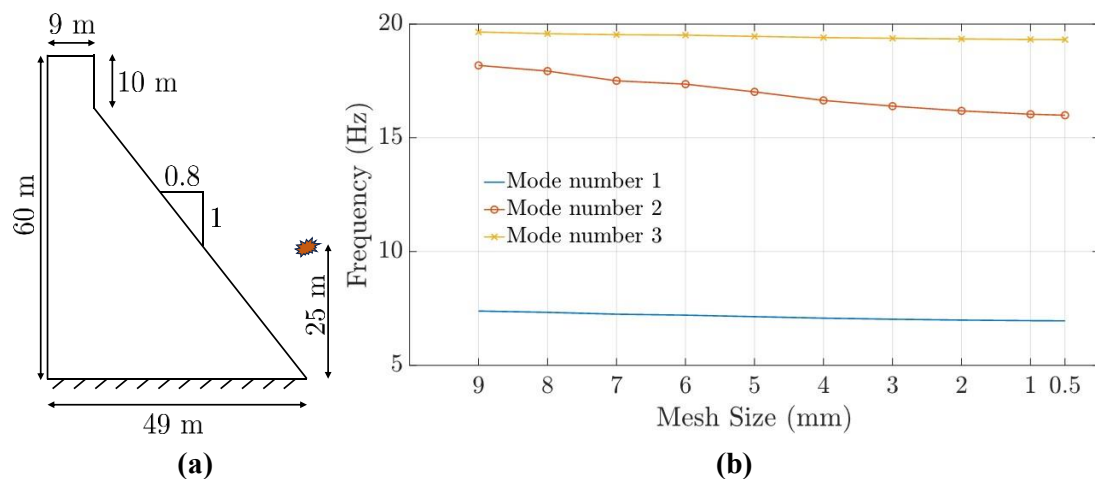 9 m
10 m
60 m
0.8
1
25 m
49 m
(a)
20
15
10
5
Frequency (Hz)
Mode number 1
Mode number 2
Mode number 3
9 8 7 6 5 4 3 2 1 0.5
Mesh Size (mm)
(b)